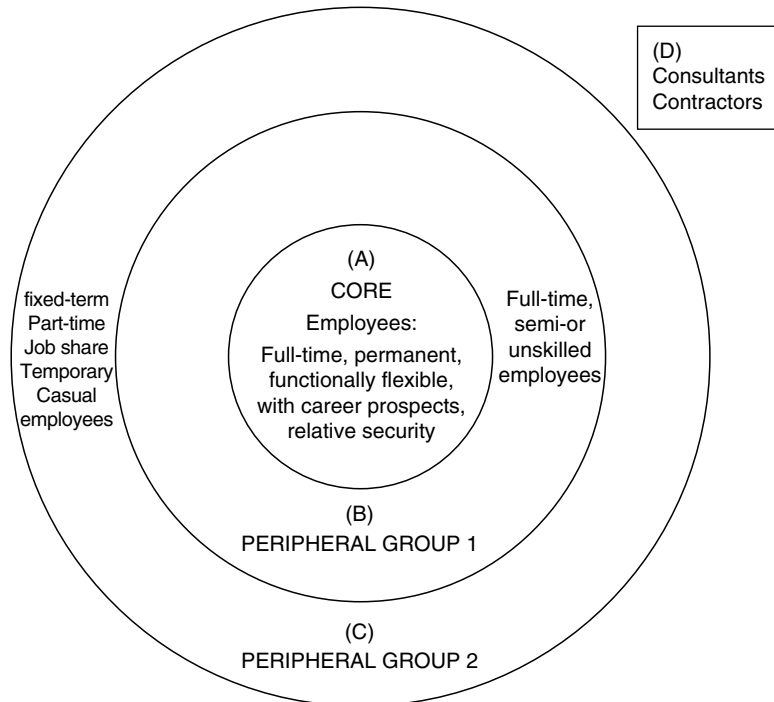 (D)
Consultants
Contractors
(A)
CORE
Employees:
Full-time, permanent,
functionally flexible,
with career prospects,
relative security
fixed-term
Part-time
Job share
Temporary
Casual
employees
Full-time,
semi-or
unskilled
employees
(B)
PERIPHERAL GROUP 1
(C)
PERIPHERAL GROUP 2